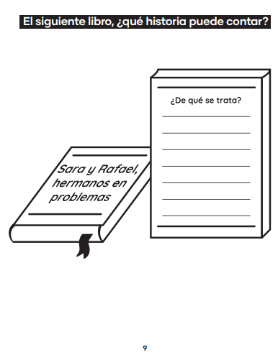 El siguiente libro, ¿qué historia puede contar?
¿De qué se trata?
Sara y Rafael,
hermanos en
problemas
9